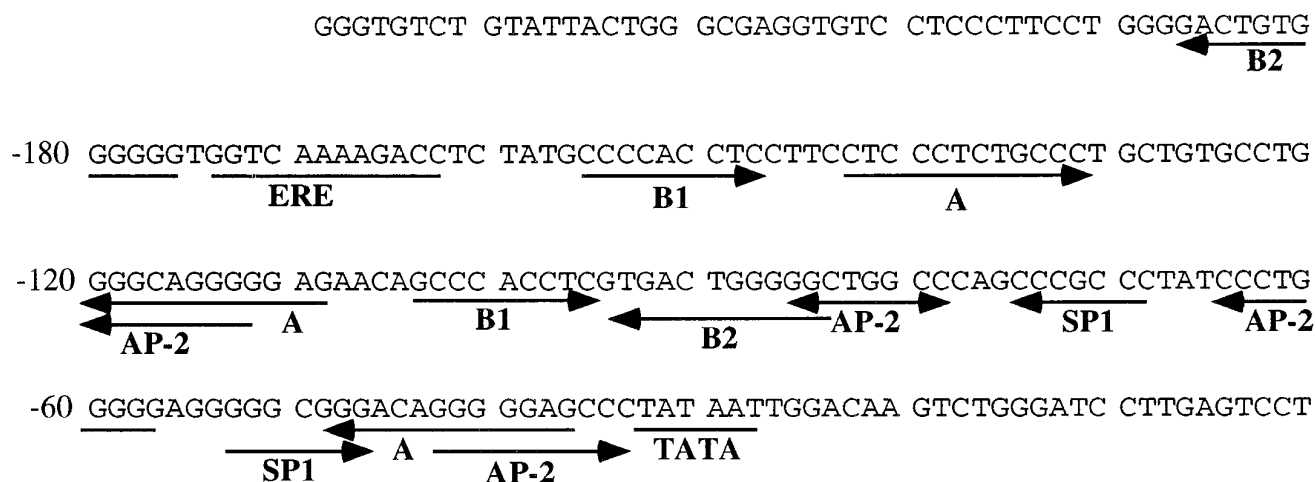 GGGTGTCT GTATTACTGG GCGAGGTGTC CTCCCTTCCT GGGGACTGTG
B2
-180 GGGGGTGGTC AAAAGACCTC TATGCCCCAC CTCCTTCCTC CCTCTGCCCT GCTGTGCCTG
ERE B1 A
-120 GGGCAGGGGG AGAACAGCCC ACCTCGTGAC TGGGGGCTGG CCCAGCCCGC CCTATCCCTG
A B1 AP-2 SP1 AP-2
AP-2 B2
-60 GGGGAGGGGG CGGGACAGGG GGAGCCCTAT AATTGGACAA GTCTGGGATC CTTGAGTCCT
SP1 A AP-2 TATA